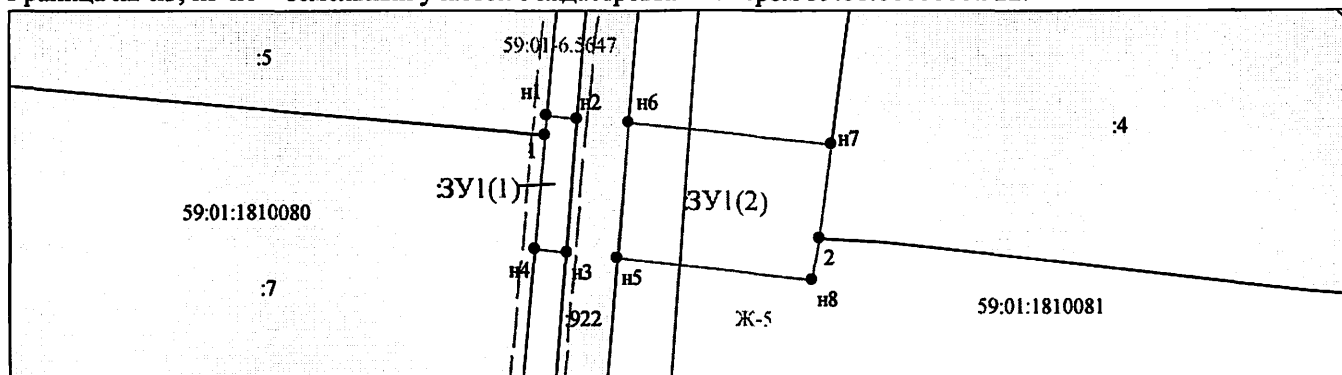 59:01-6.5647
:5
н1
н2
н6
:4
1
н7
:ЗУ1(1)
59:01:1810080
ЗУ1(2)
2
н4
н3
н5
:7
н8
59:01:1810081
:922
Ж-5